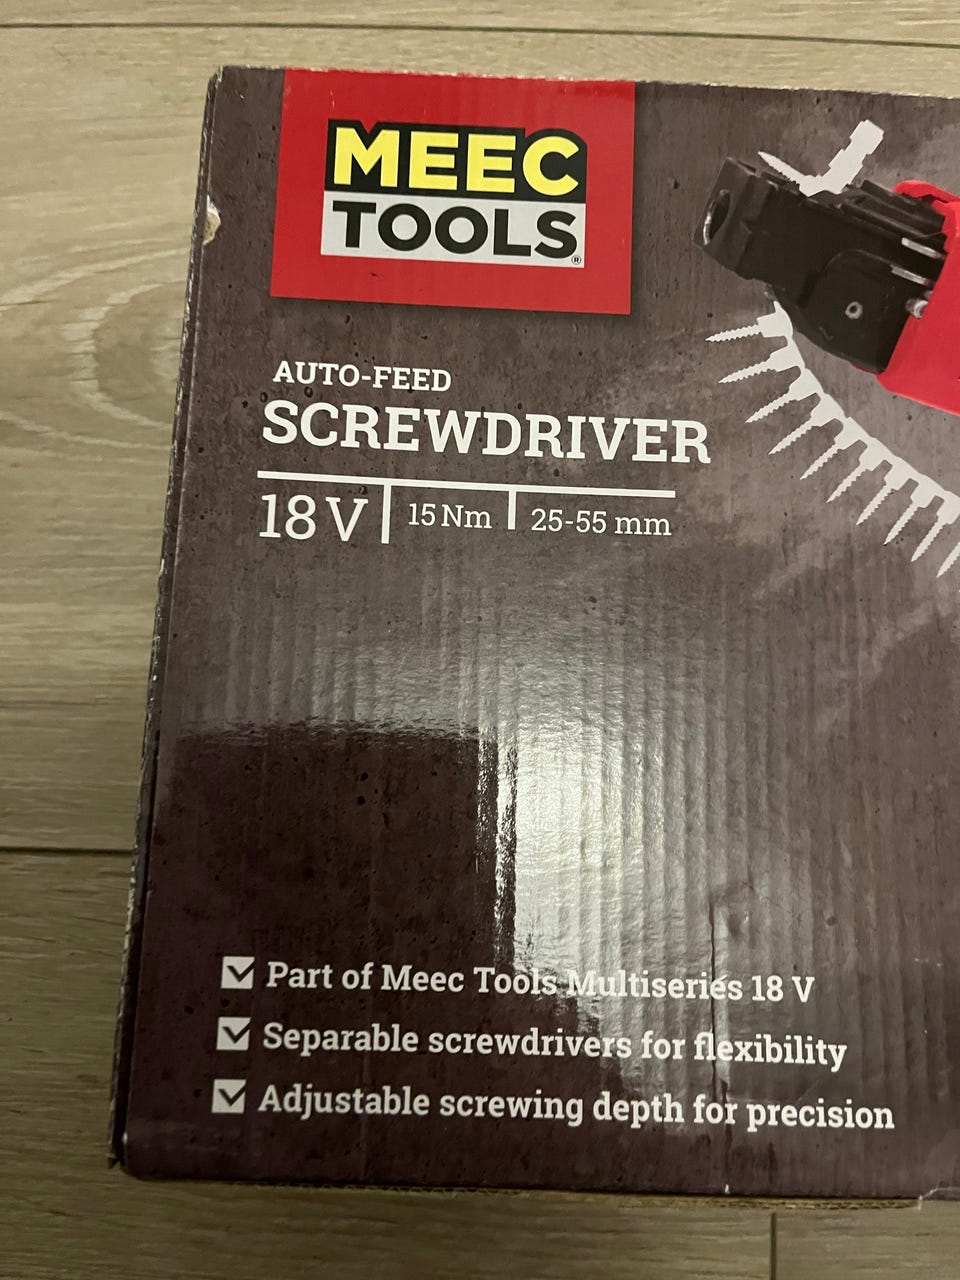 MEEC
TOOLS®
AUTO-FEED
SCREWDRIVER
18 V 15 Nm 25-55 mm
Part of Meec Tools Multiseries 18 V
Separable screwdrivers for flexibility
Adjustable screwing depth for precision